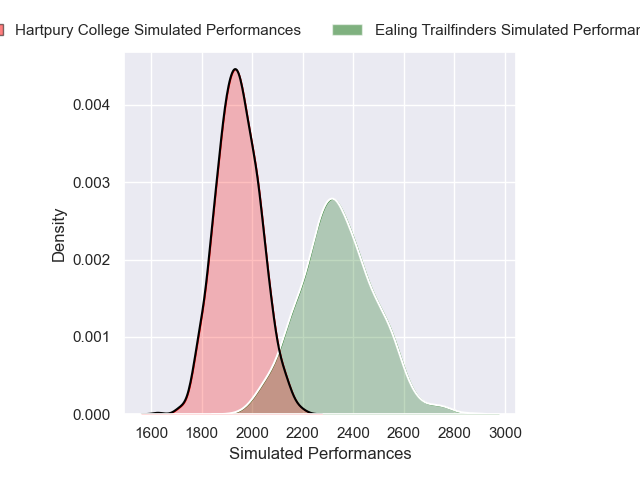 Hartpury College Simulated Performances
Ealing Trailfinders Simulated
0.004
0.003
0.002
0.001
0.000
Density
1600 1800 2000 2200 2400 2600 2800 3000
Simulated Performances